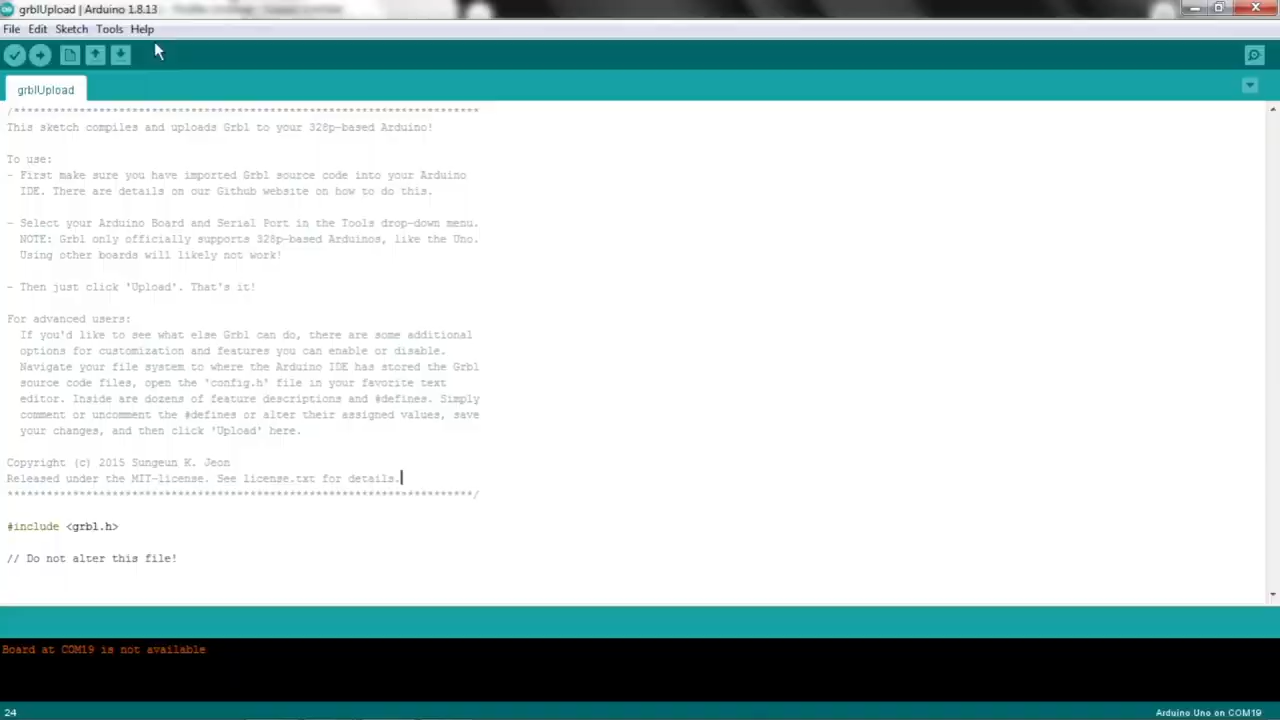 grblUpload | Arduino 1.8.13
File Edit Sketch Tools Help
grblUpload
/***********************************************************************
This sketch compiles and uploads Grbl to your 328p-based Arduino!
To use:
- First make sure you have imported Grbl source code into your Arduino
IDE. There are details on our Github website on how to do this.
- Select your Arduino Board and Serial Port in the Tools drop-down menu.
NOTE: Grbl only officially supports 328p-based Arduinos, like the Uno.
Using other boards will likely not work!
- Then just click 'Upload'. That's it!
For advanced users:
If you'd like to see what else Grbl can do, there are some additional
options for customization and features you can enable or disable.
Navigate your file system to where the Arduino IDE has stored the Grbl
source code files, open the 'config.h' file in your favorite text
editor. Inside are dozens of feature descriptions and #defines. Simply
comment or uncomment the #defines or alter their assigned values, save
your changes, and then click 'Upload' here.
Copyright (c) 2015 Sungeun K. Jeon
Released under the MIT-license. See license.txt for details.
***********************************************************************/
#include <grbl.h>
// Do not alter this file!
Board at COM19 is not available
24
Arduino Uno on COM19